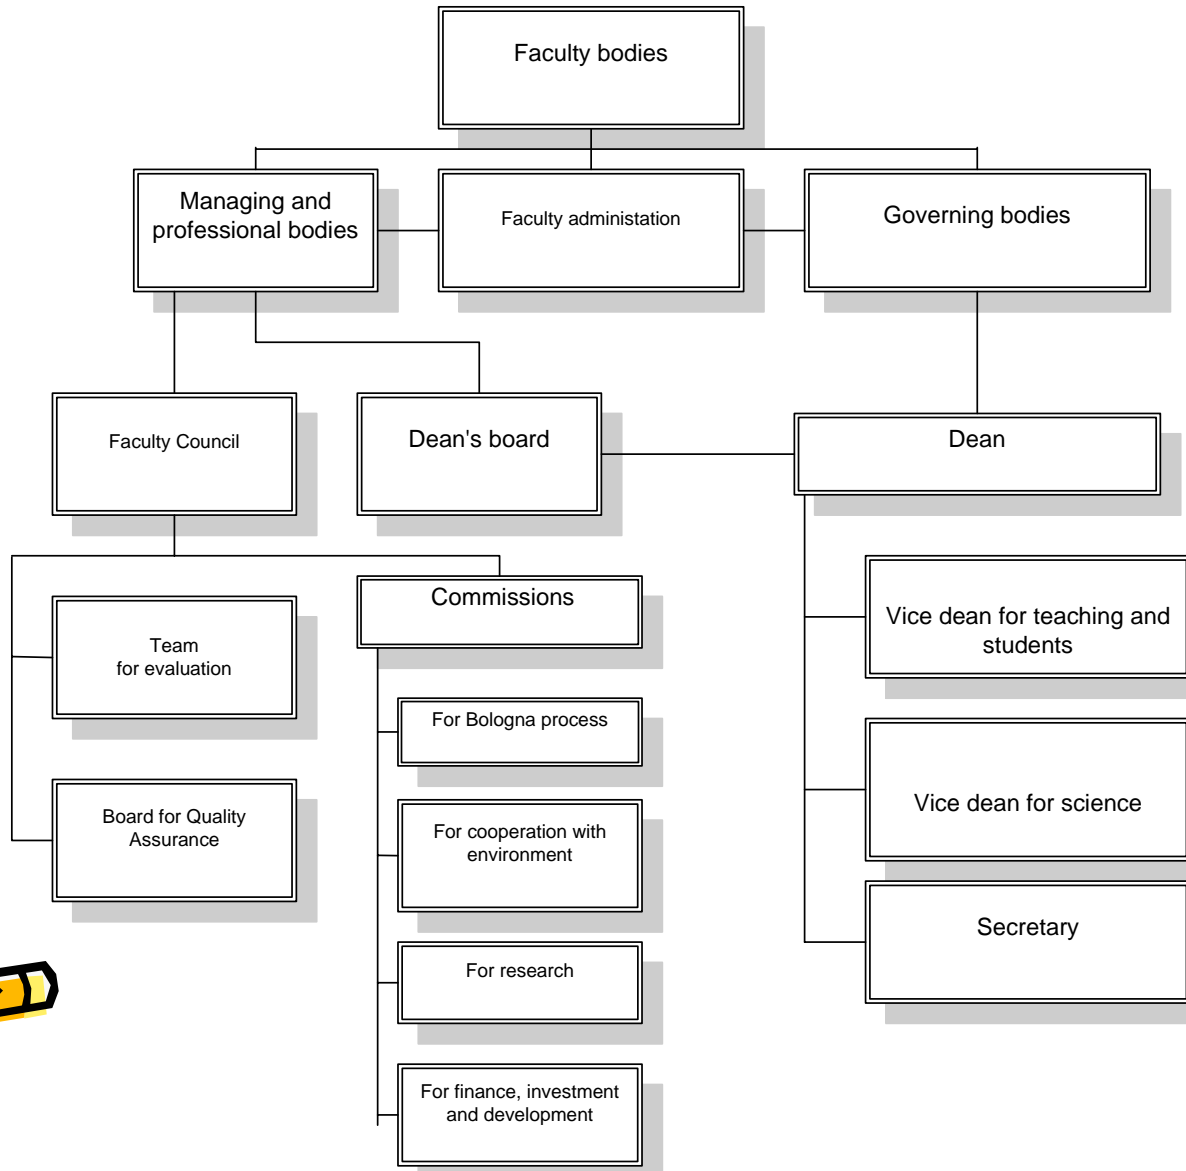 Faculty bodies
Managing and
professional bodies
Faculty administation
Governing bodies
Faculty Council
Dean's board
Dean
Team
for evaluation
Board for Quality
Assurance
Commissions
For Bologna process
For cooperation with
environment
For research
For finance, investment
and development
Vice dean for teaching and
students
Vice dean for science
Secretary